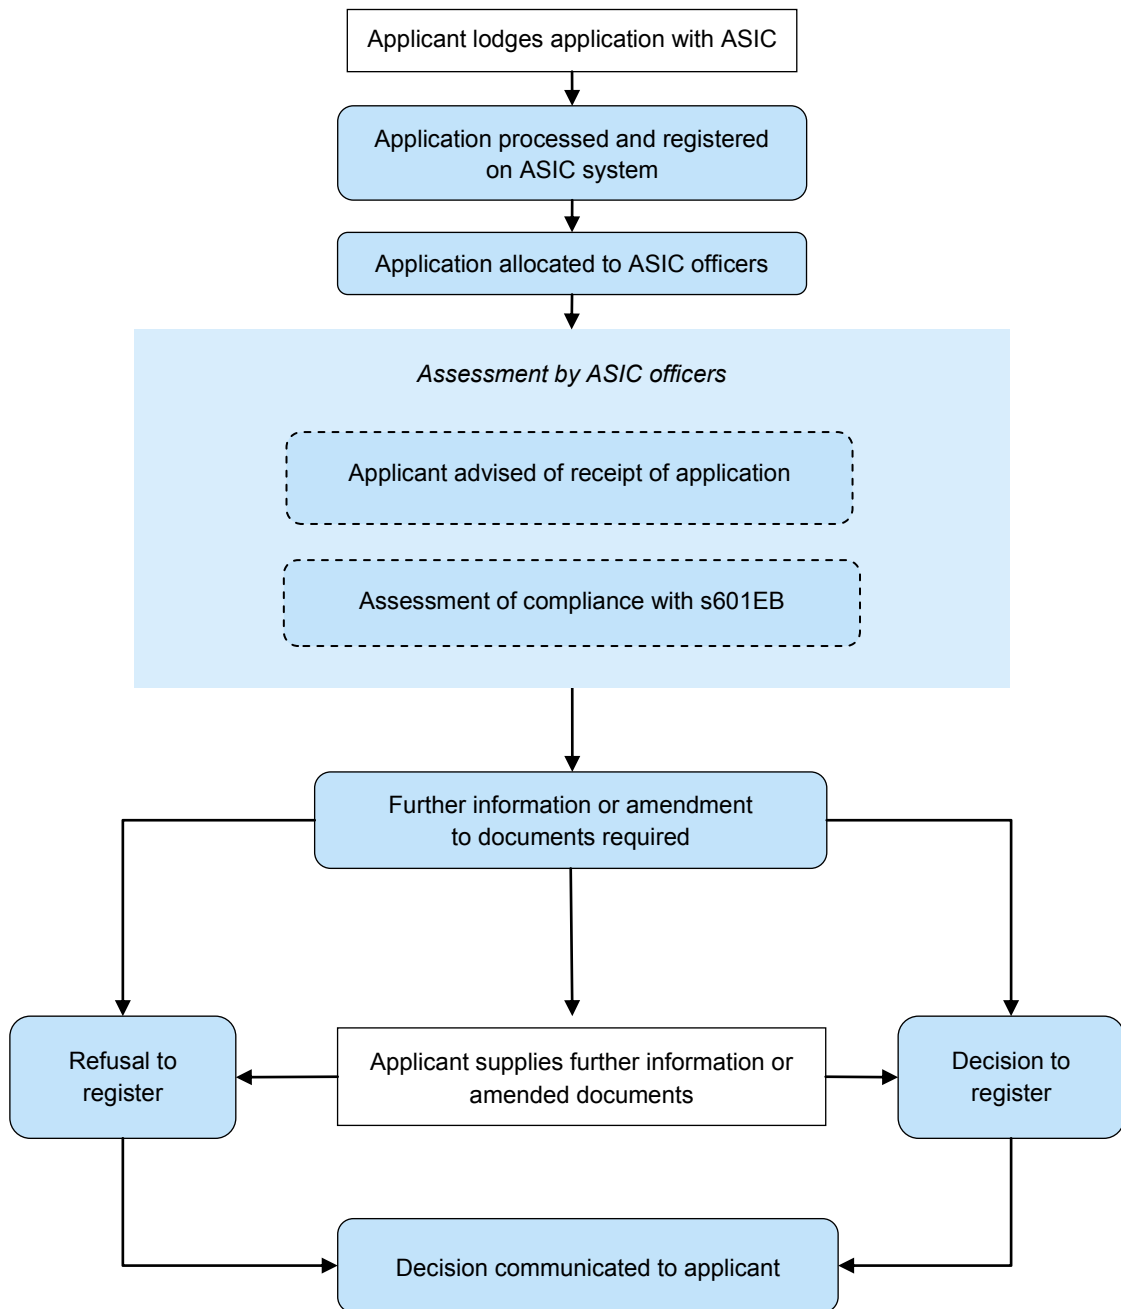 Applicant lodges application with ASIC
Application processed and registered
on ASIC system
Application allocated to ASIC officers
Assessment by ASIC officers
Applicant advised of receipt of application
Assessment of compliance with s601EB
Further information or amendment
to documents required
Refusal to
register
Applicant supplies further information or
amended documents
Decision to
register
Decision communicated to applicant